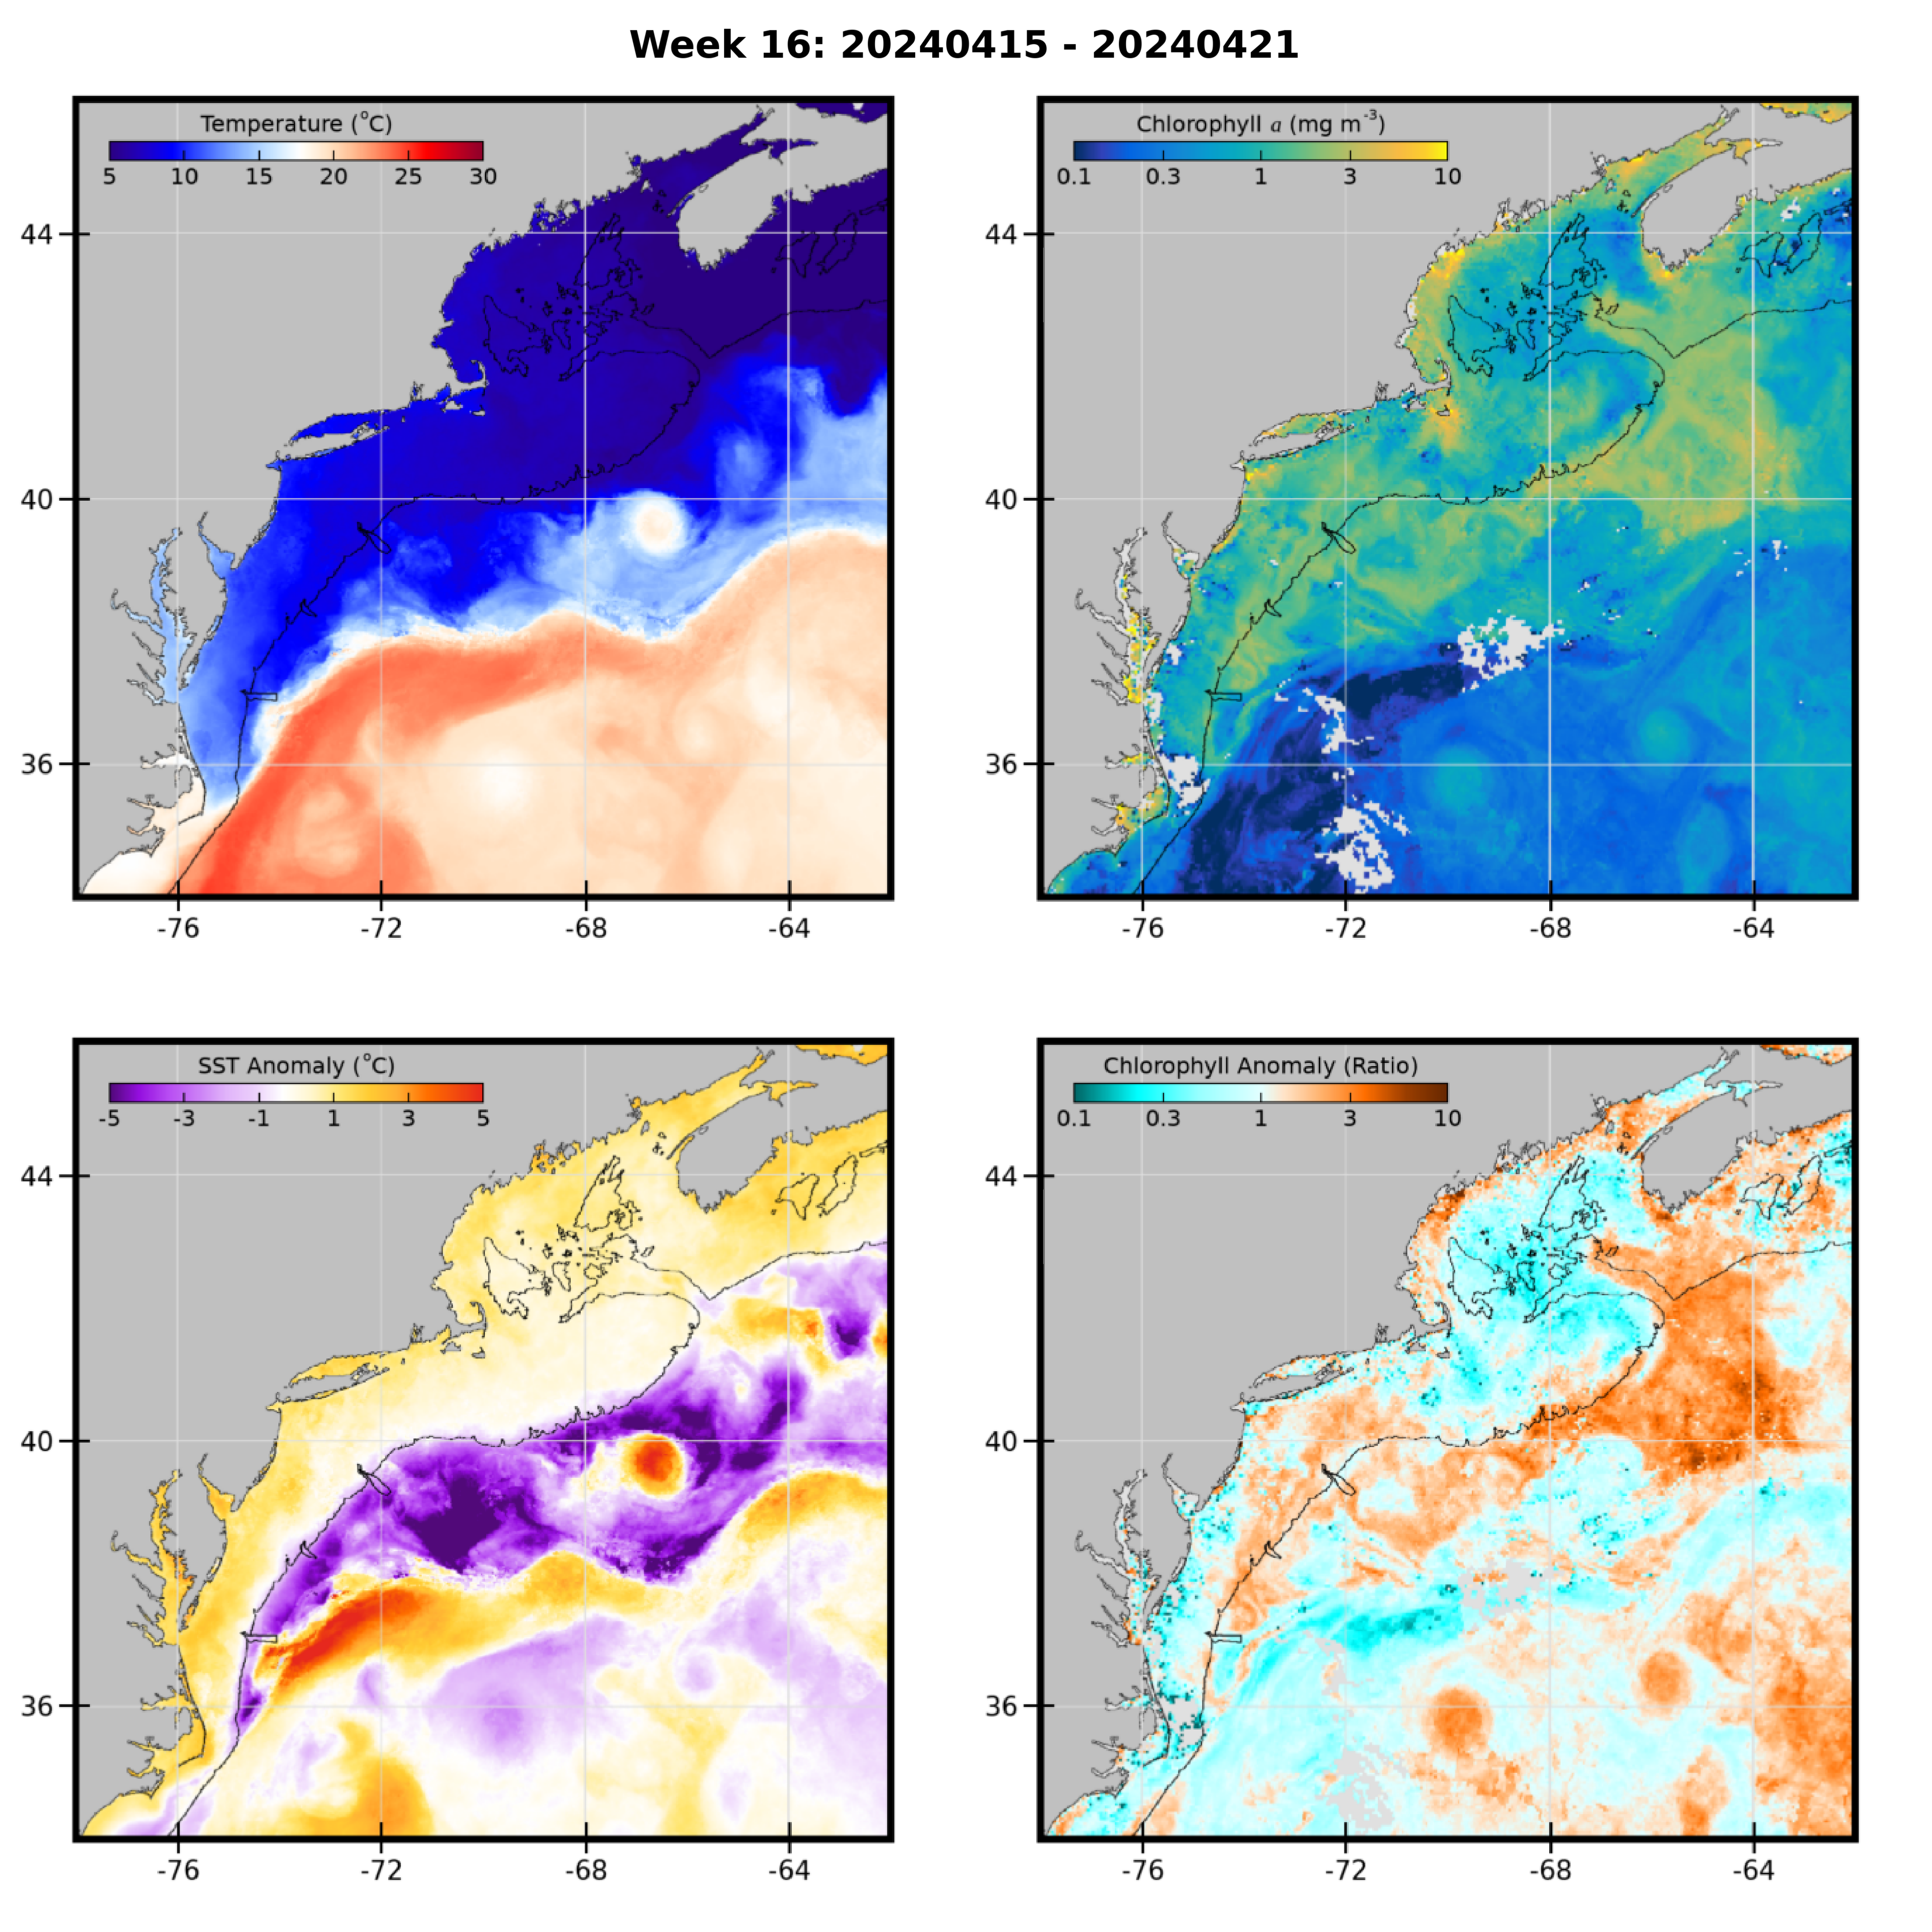 Week 16: 20240415 - 20240421
Temperature (°C)
5 10 15 20 25 30
44
40
36
-76 -72 -68 -64
Chlorophyll a (mg m⁻³)
0.1 0.3 1 3 10
44
40
36
-76 -72 -68 -64
SST Anomaly (°C)
-5 -3 -1 1 3 5
44
40
36
-76 -72 -68 -64
Chlorophyll Anomaly (Ratio)
0.1 0.3 1 3 10
44
40
36
-76 -72 -68 -64